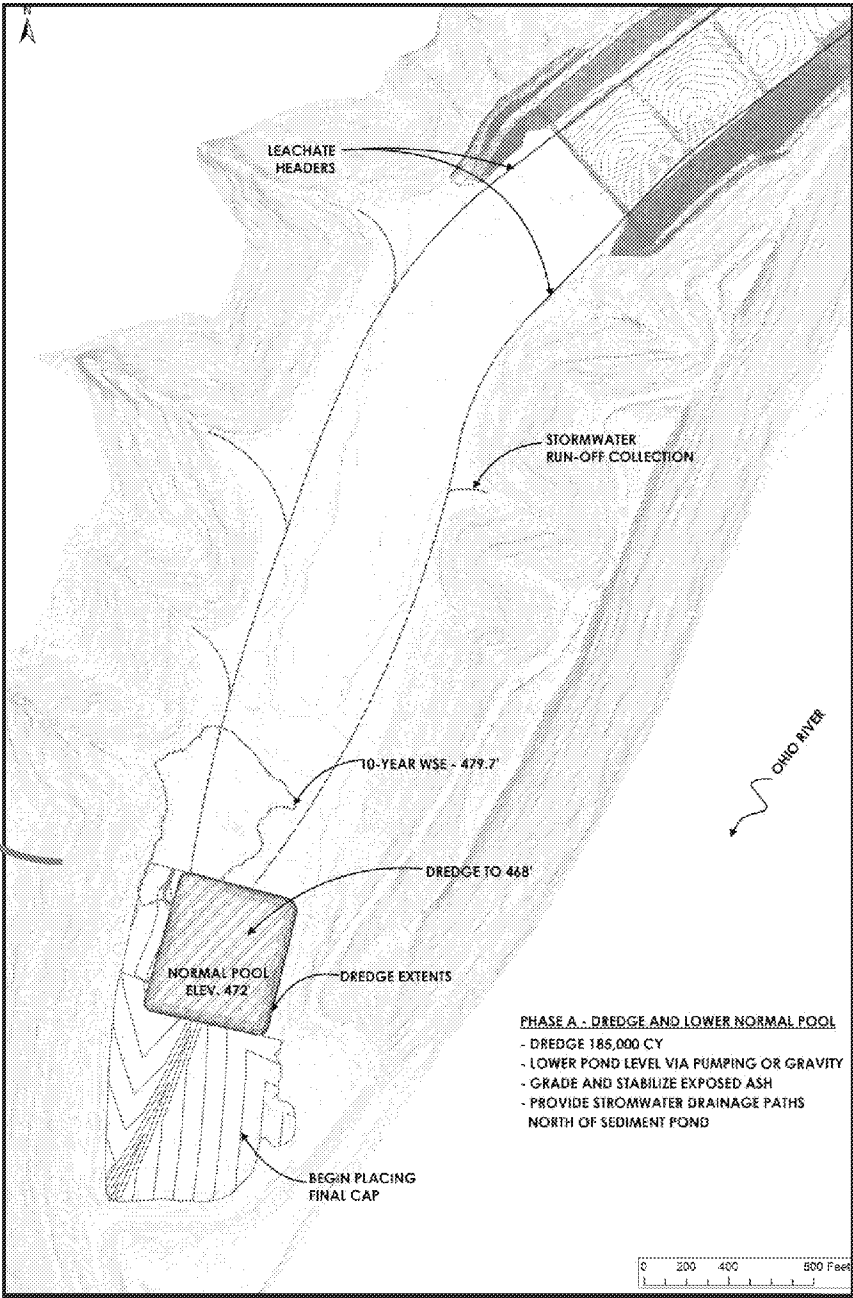 N
LEACHATE
HEADERS
STORMWATER
RUN-OFF COLLECTION
10-YEAR WSE - 479.7'
OHIO RIVER
DREDGE TO 468'
NORMAL POOL
ELEV. 472'
DREDGE EXTENTS
PHASE A - DREDGE AND LOWER NORMAL POOL
- DREDGE 185,000 CY
- LOWER POND LEVEL VIA PUMPING OR GRAVITY
- GRADE AND STABILIZE EXPOSED ASH
- PROVIDE STROMWATER DRAINAGE PATHS
NORTH OF SEDIMENT POND
BEGIN PLACING
FINAL CAP
0 200 400 800 Feet